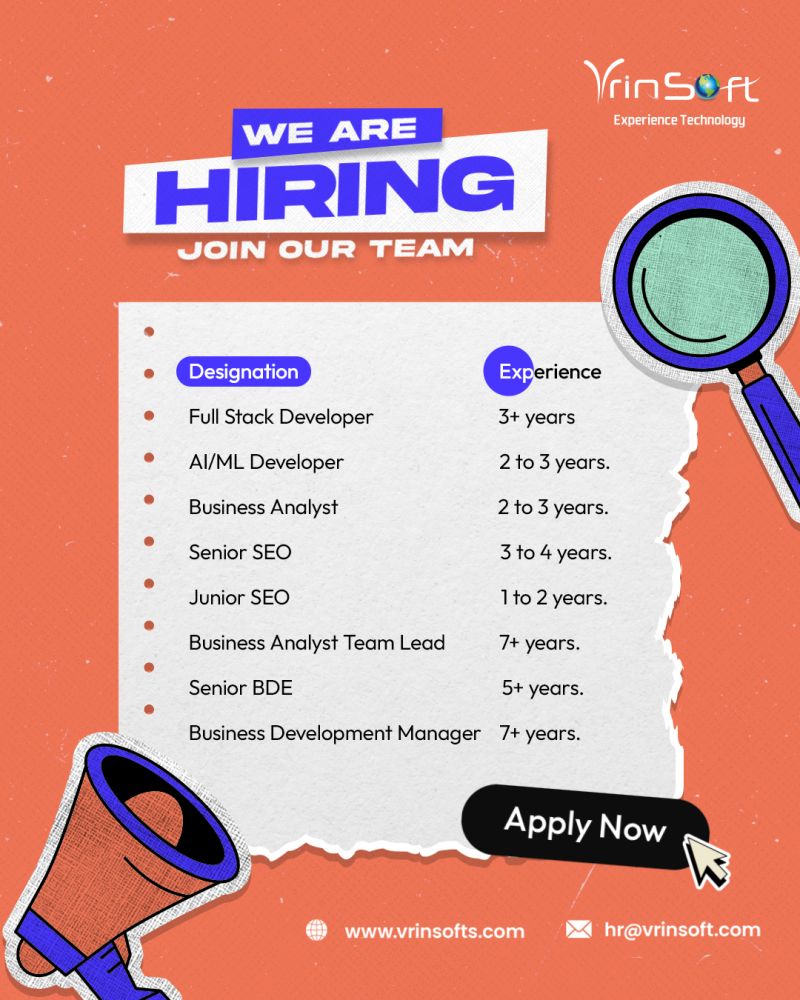 VrinSoft
Experience Technology
WE ARE
HIRING
JOIN OUR TEAM
Designation Experience
Full Stack Developer 3+ years
AI/ML Developer 2 to 3 years.
Business Analyst 2 to 3 years.
Senior SEO 3 to 4 years.
Junior SEO 1 to 2 years.
Business Analyst Team Lead 7+ years.
Senior BDE 5+ years.
Business Development Manager 7+ years.
Apply Now
www.vrinsofts.com hr@vrinsoft.com